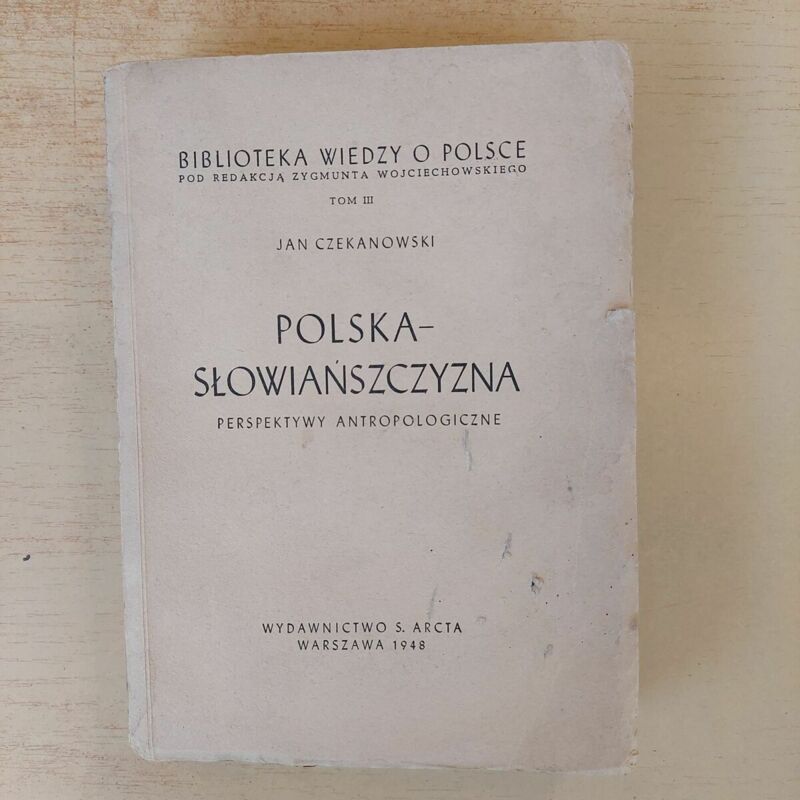 BIBLIOTEKA WIEDZY O POLSCE
POD REDAKCJĄ ZYGMUNTA WOJCIECHOWSKIEGO
TOM III
JAN CZEKANOWSKI
POLSKA–
SŁOWIAŃSZCZYZNA
PERSPEKTYWY ANTROPOLOGICZNE
WYDAWNICTWO S. ARCTA
WARSZAWA 1948